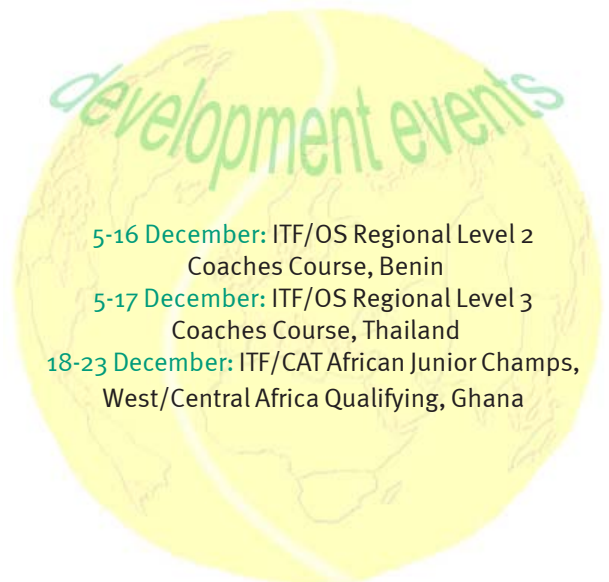 development events
5-16 December: ITF/OS Regional Level 2
Coaches Course, Benin
5-17 December: ITF/OS Regional Level 3
Coaches Course, Thailand
18-23 December: ITF/CAT African Junior Champs,
West/Central Africa Qualifying, Ghana